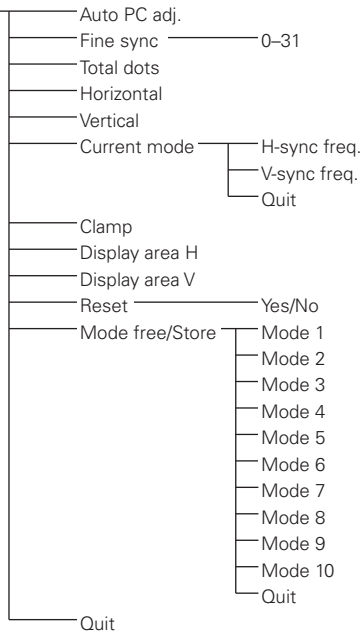 Auto PC adj.
Fine sync 0–31
Total dots
Horizontal
Vertical
Current mode H-sync freq.
V-sync freq.
Quit
Clamp
Display area H
Display area V
Reset Yes/No
Mode free/Store Mode 1
Mode 2
Mode 3
Mode 4
Mode 5
Mode 6
Mode 7
Mode 8
Mode 9
Mode 10
Quit
Quit